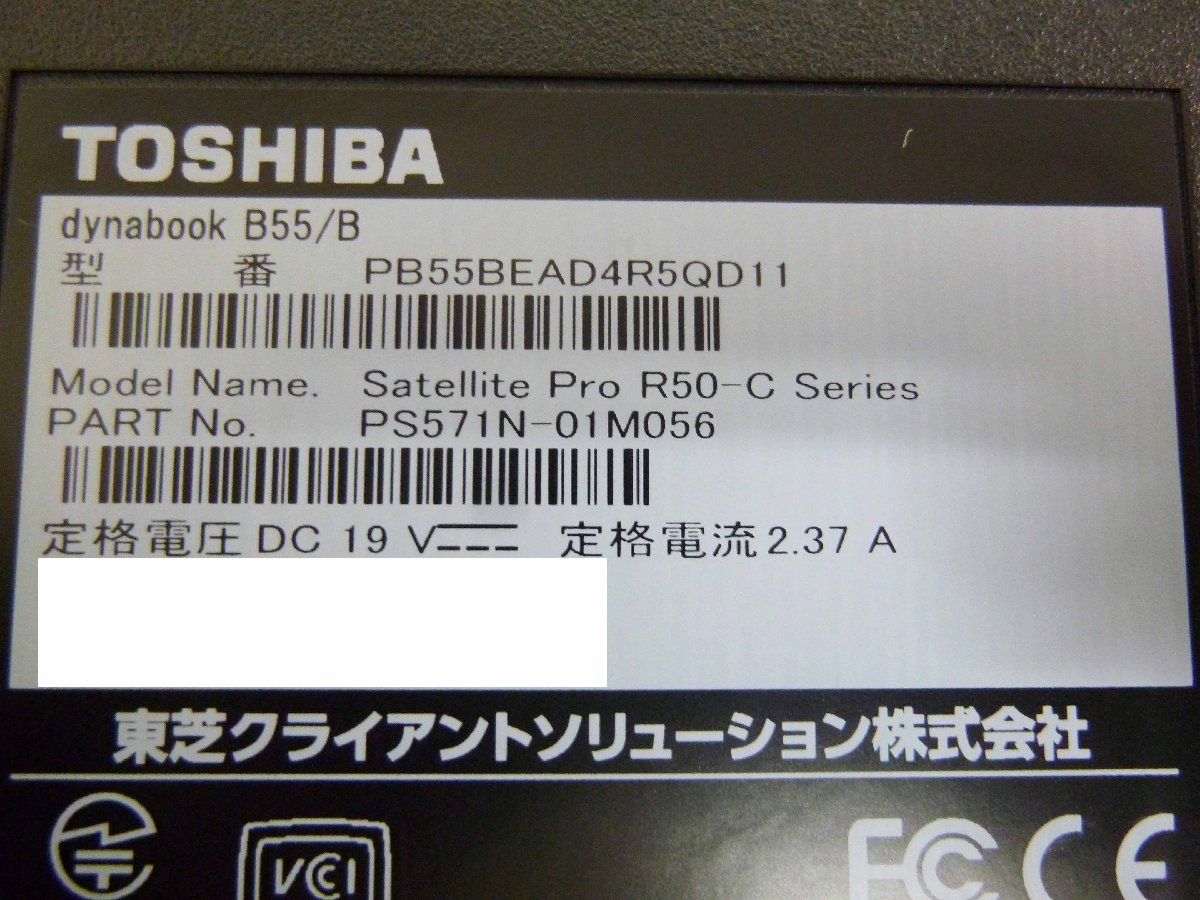 TOSHIBA
dynabook B55/B
型 番 PB55BEAD4R5QD11
Model Name. Satellite Pro R50-C Series
PART No. PS571N-01M056
定格電圧 DC 19 V 定格電流 2.37 A
東芝クライアントソリューション株式会社
VCCI FC CE